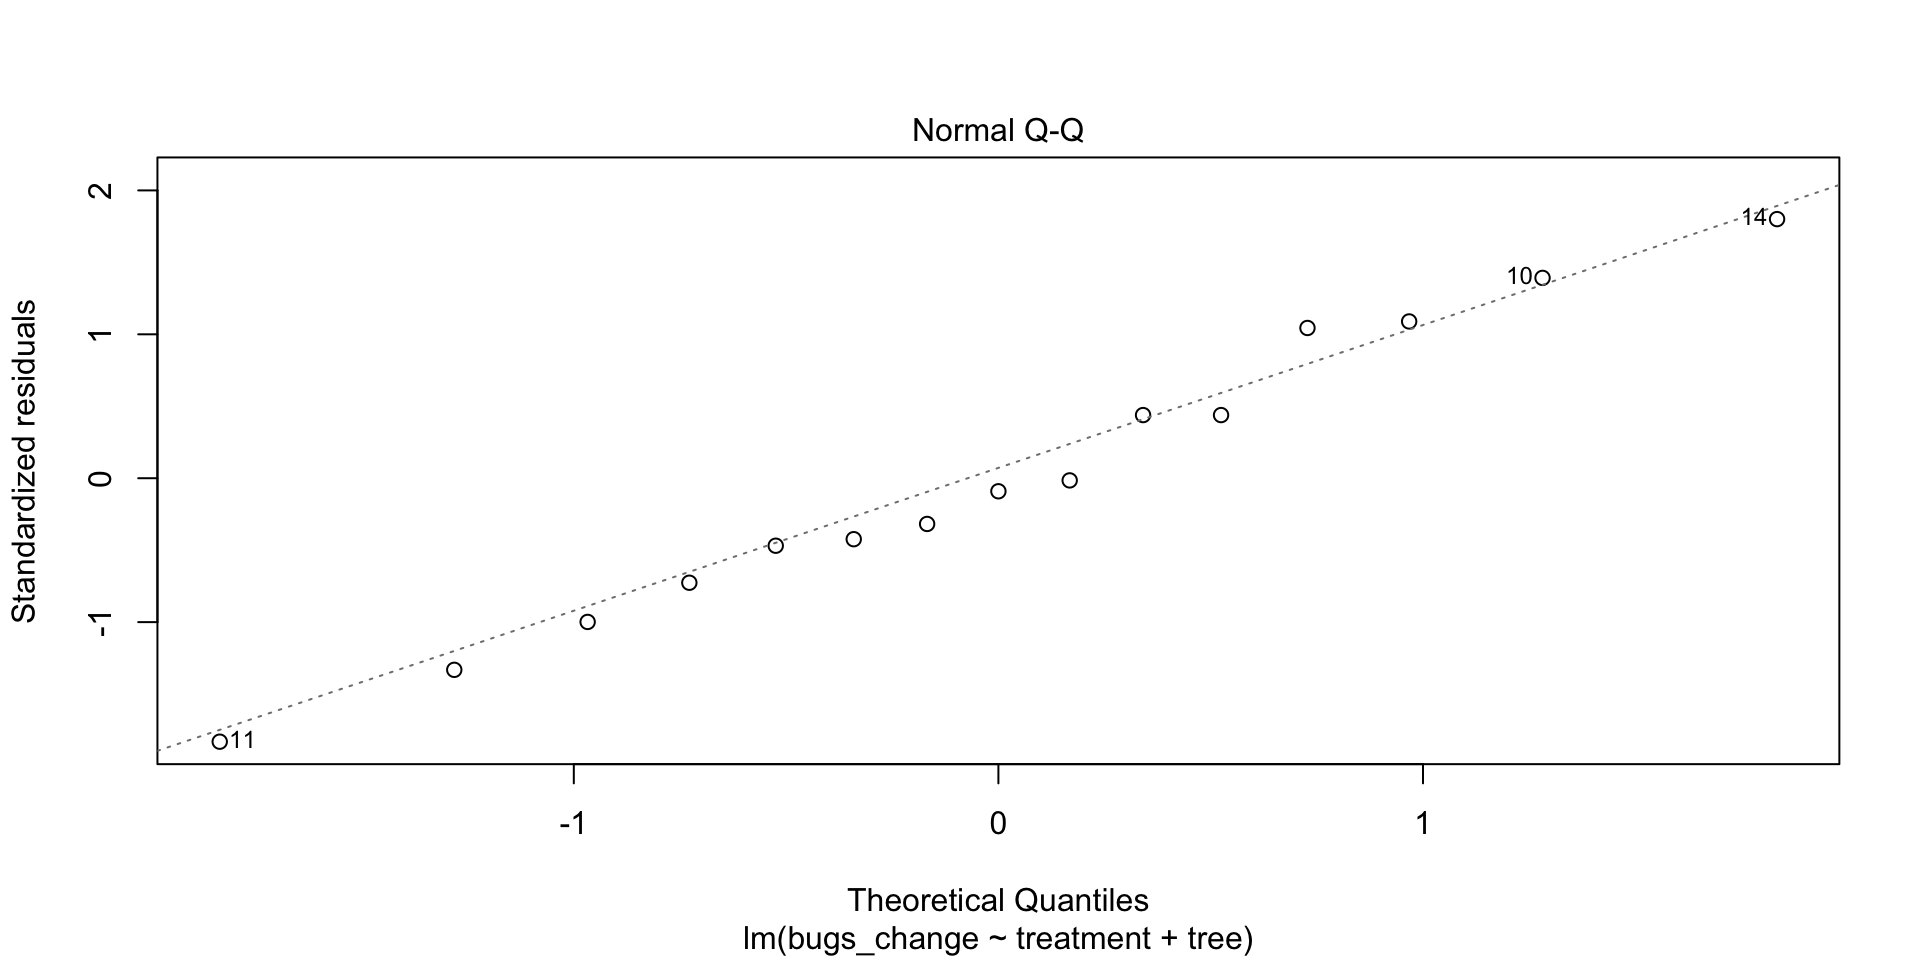 Normal Q-Q
Standardized residuals
2
1
0
-1
14
10
11
-1
0
1
Theoretical Quantiles
lm(bugs_change ~ treatment + tree)